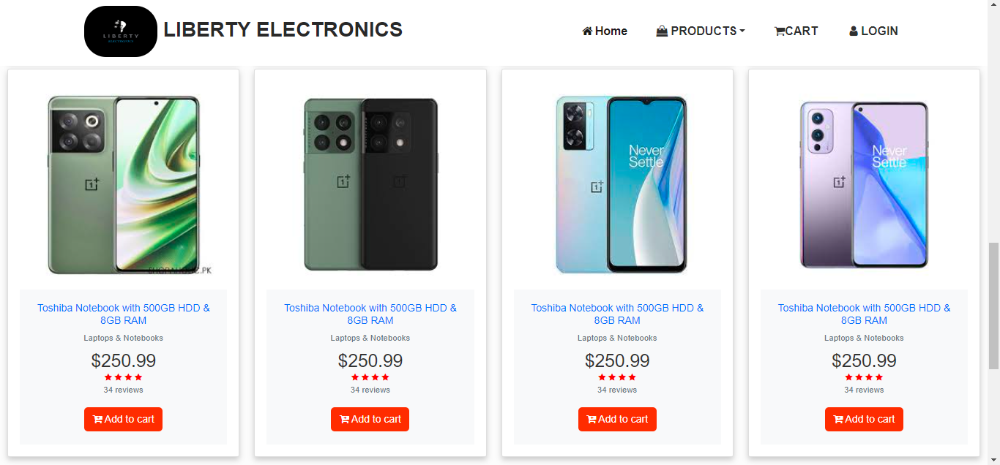 LIBERTY
ELECTRONICS
LIBERTY ELECTRONICS
Home
PRODUCTS
CART
LOGIN
Never
Settle
Never
Settle
Toshiba Notebook with 500GB HDD &
8GB RAM
Laptops & Notebooks
$250.99
34 reviews
Add to cart
Toshiba Notebook with 500GB HDD &
8GB RAM
Laptops & Notebooks
$250.99
34 reviews
Add to cart
Toshiba Notebook with 500GB HDD &
8GB RAM
Laptops & Notebooks
$250.99
34 reviews
Add to cart
Toshiba Notebook with 500GB HDD &
8GB RAM
Laptops & Notebooks
$250.99
34 reviews
Add to cart